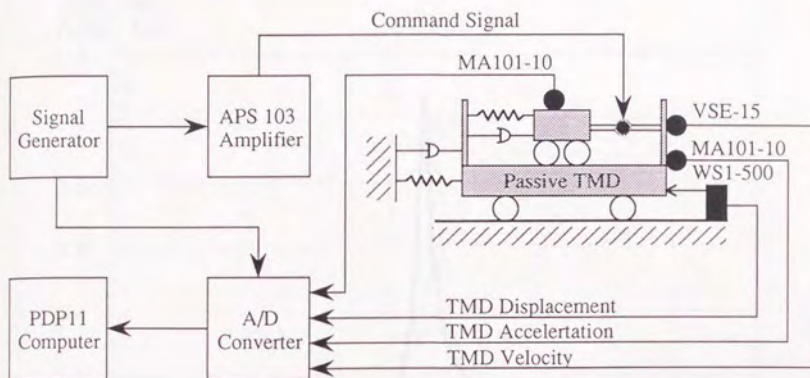 Command Signal
MA101-10
Signal
Generator
APS 103
Amplifier
VSE-15
MA101-10
WS1-500
Passive TMD
PDP11
Computer
A/D
Converter
TMD Displacement
TMD Accelertation
TMD Velocity